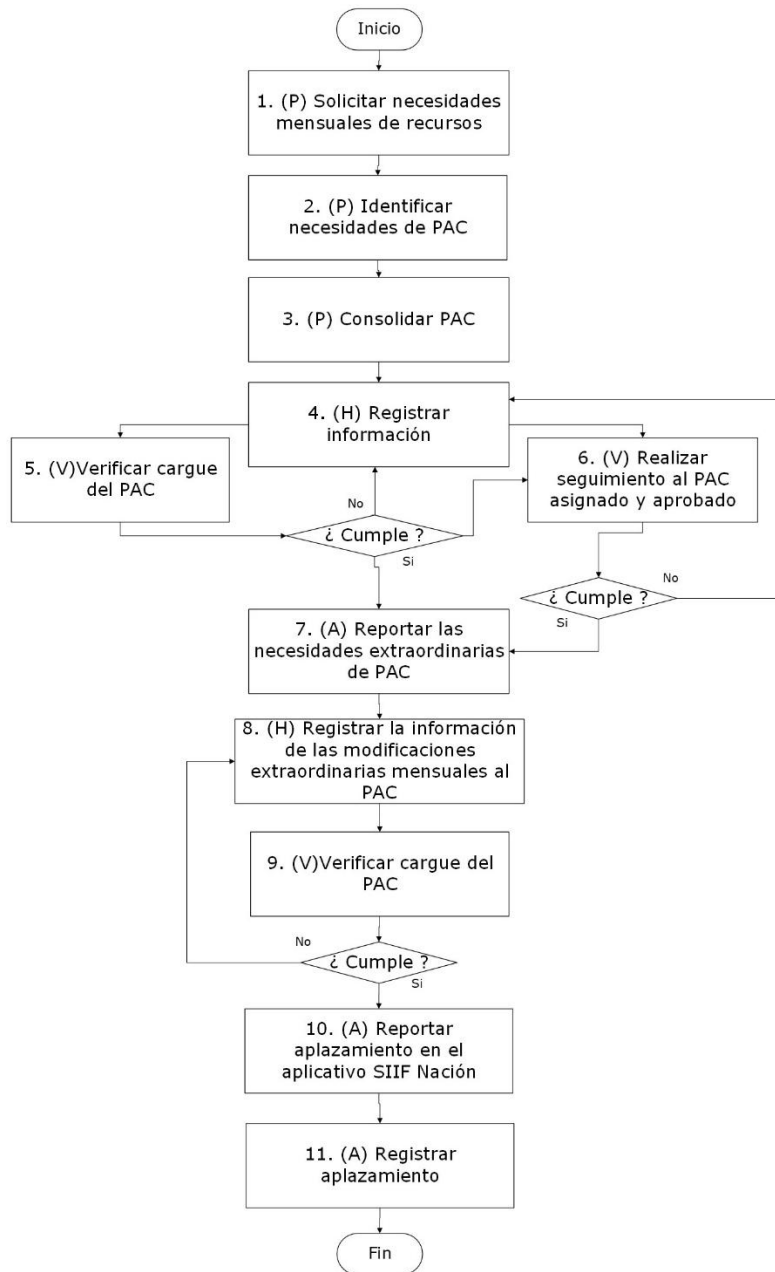 Inicio
1. (P) Solicitar necesidades
mensuales de recursos
2. (P) Identificar
necesidades de PAC
3. (P) Consolidar PAC
4. (H) Registrar
información
5. (V)Verificar cargue
del PAC
6. (V) Realizar
seguimiento al PAC
asignado y aprobado
No
¿ Cumple ?
Si
¿ Cumple ?
No
Si
7. (A) Reportar las
necesidades extraordinarias
de PAC
8. (H) Registrar la información
de las modificaciones
extraordinarias mensuales al
PAC
9. (V)Verificar cargue del
PAC
No
¿ Cumple ?
Si
10. (A) Reportar
aplazamiento en el
aplicativo SIIF Nación
11. (A) Registrar
aplazamiento
Fin